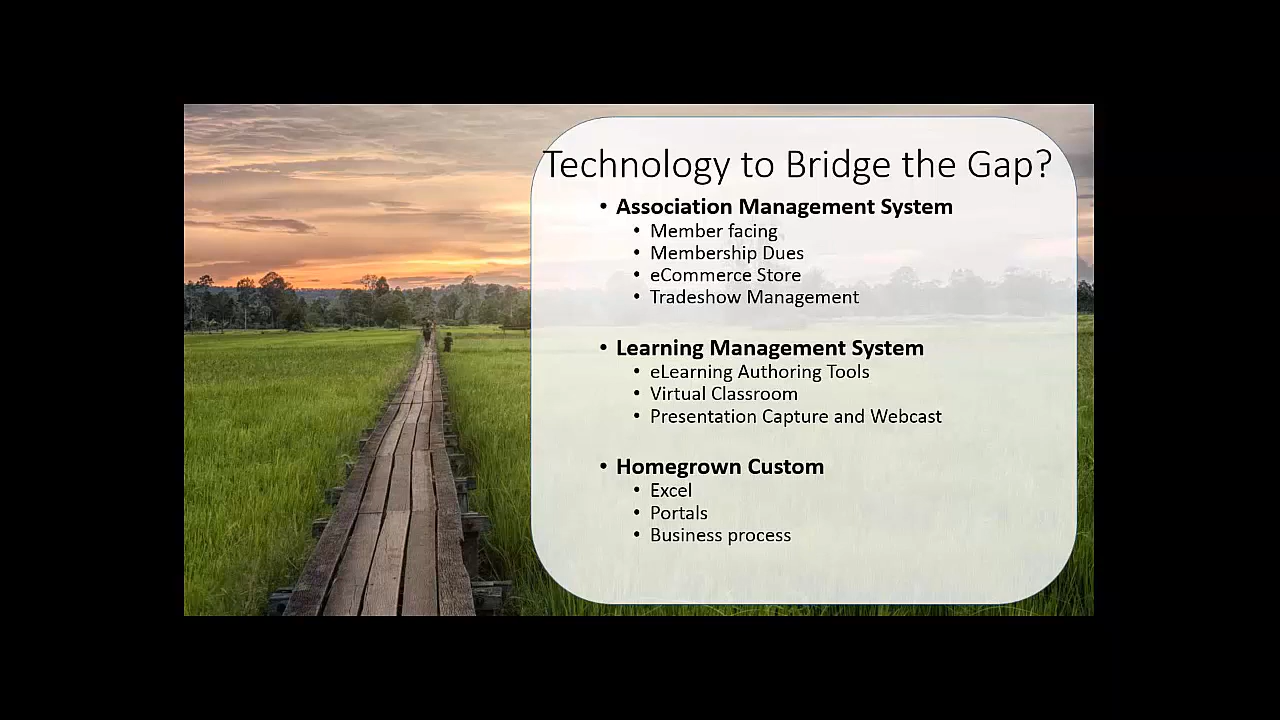 Technology to Bridge the Gap?
• Association Management System
• Member facing
• Membership Dues
• eCommerce Store
• Tradeshow Management
• Learning Management System
• eLearning Authoring Tools
• Virtual Classroom
• Presentation Capture and Webcast
• Homegrown Custom
• Excel
• Portals
• Business process